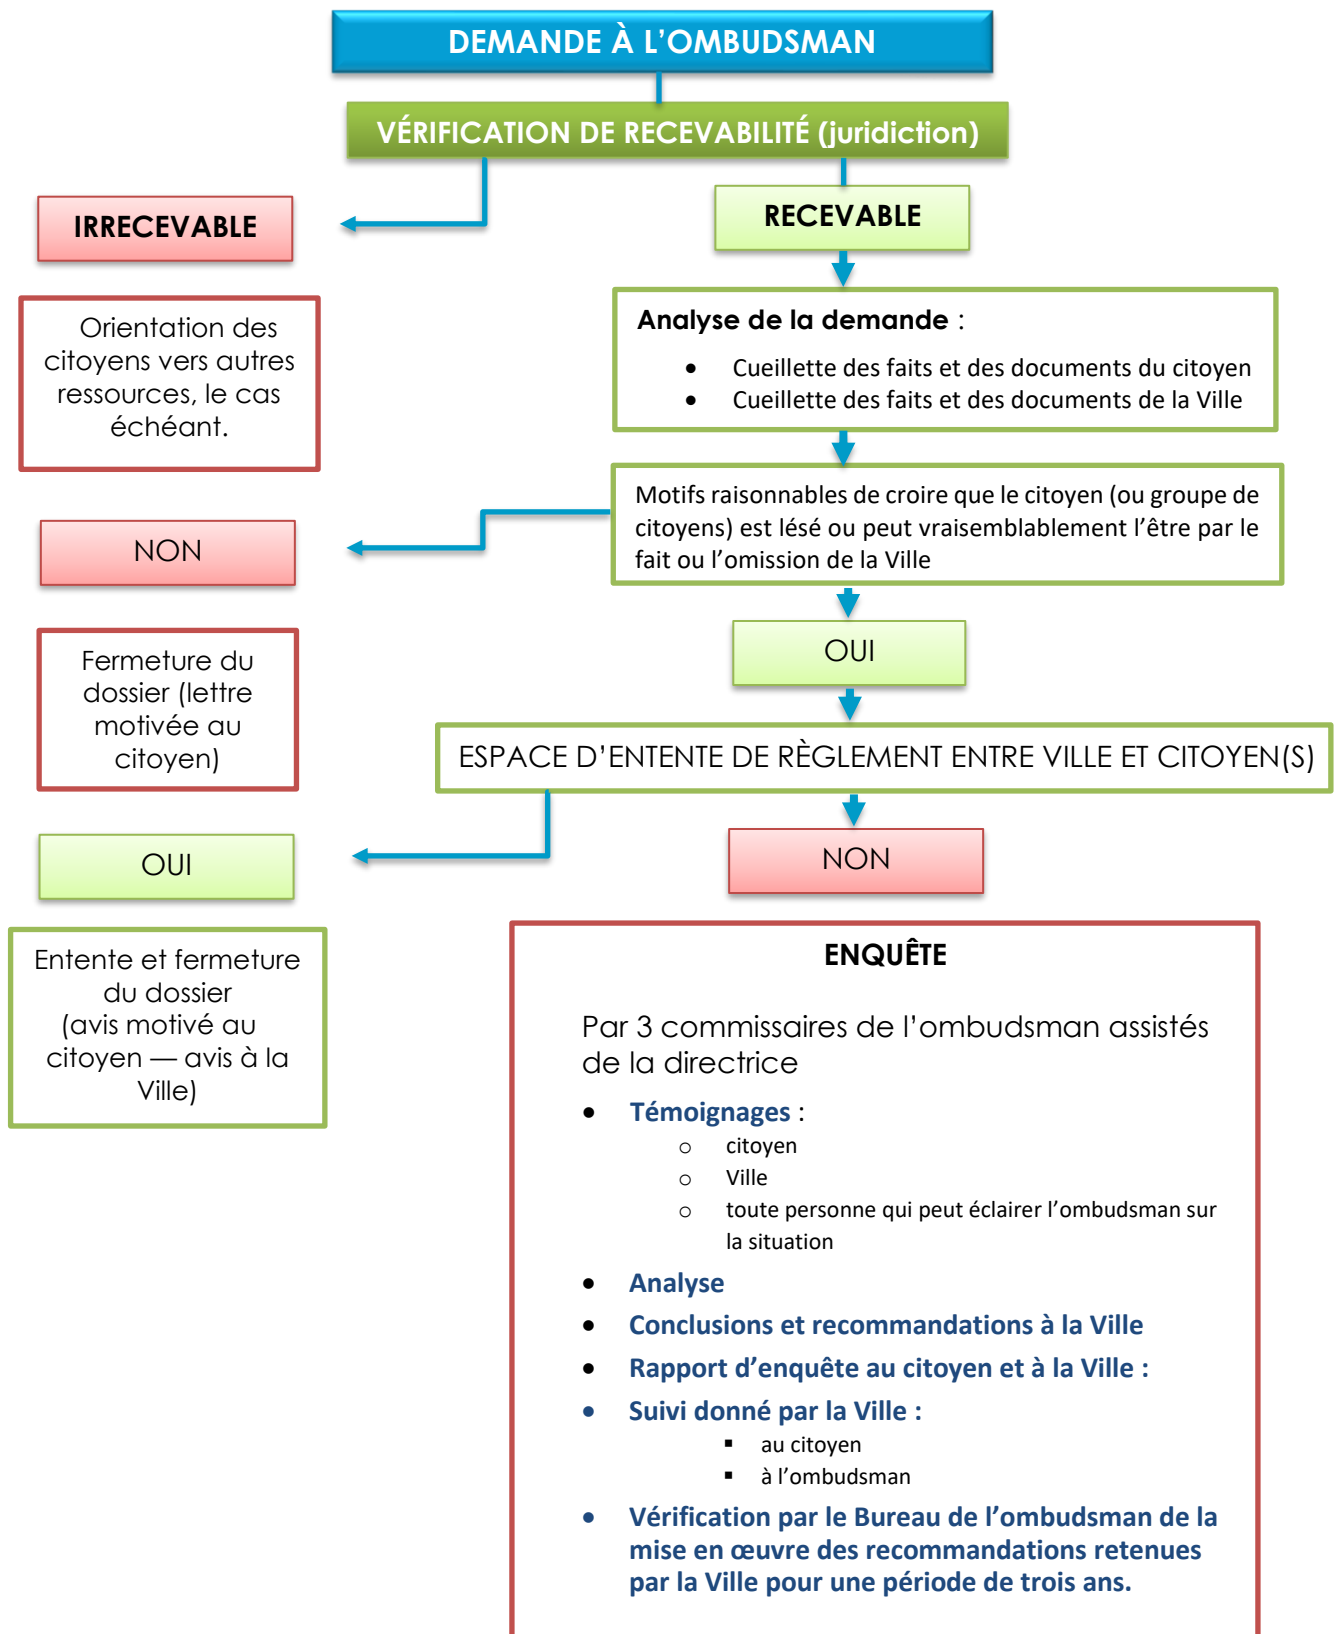 DEMANDE À L’OMBUDSMAN
VÉRIFICATION DE RECEVABILITÉ (juridiction)
IRRECEVABLE
RECEVABLE
Orientation des
citoyens vers autres
ressources, le cas
échéant.
Analyse de la demande :
• Cueillette des faits et des documents du citoyen
• Cueillette des faits et des documents de la Ville
Motifs raisonnables de croire que le citoyen (ou groupe de
citoyens) est lésé ou peut vraisemblablement l’être par le
fait ou l’omission de la Ville
NON
OUI
Fermeture du
dossier (lettre
motivée au
citoyen)
ESPACE D’ENTENTE DE RÈGLEMENT ENTRE VILLE ET CITOYEN(S)
OUI
NON
Entente et fermeture
du dossier
(avis motivé au
citoyen — avis à la
Ville)
ENQUÊTE
Par 3 commissaires de l’ombudsman assistés
de la directrice
• Témoignages :
o citoyen
o Ville
o toute personne qui peut éclairer l’ombudsman sur
la situation
• Analyse
• Conclusions et recommandations à la Ville
• Rapport d’enquête au citoyen et à la Ville :
• Suivi donné par la Ville :
▪ au citoyen
▪ à l’ombudsman
• Vérification par le Bureau de l’ombudsman de la
mise en œuvre des recommandations retenues
par la Ville pour une période de trois ans.